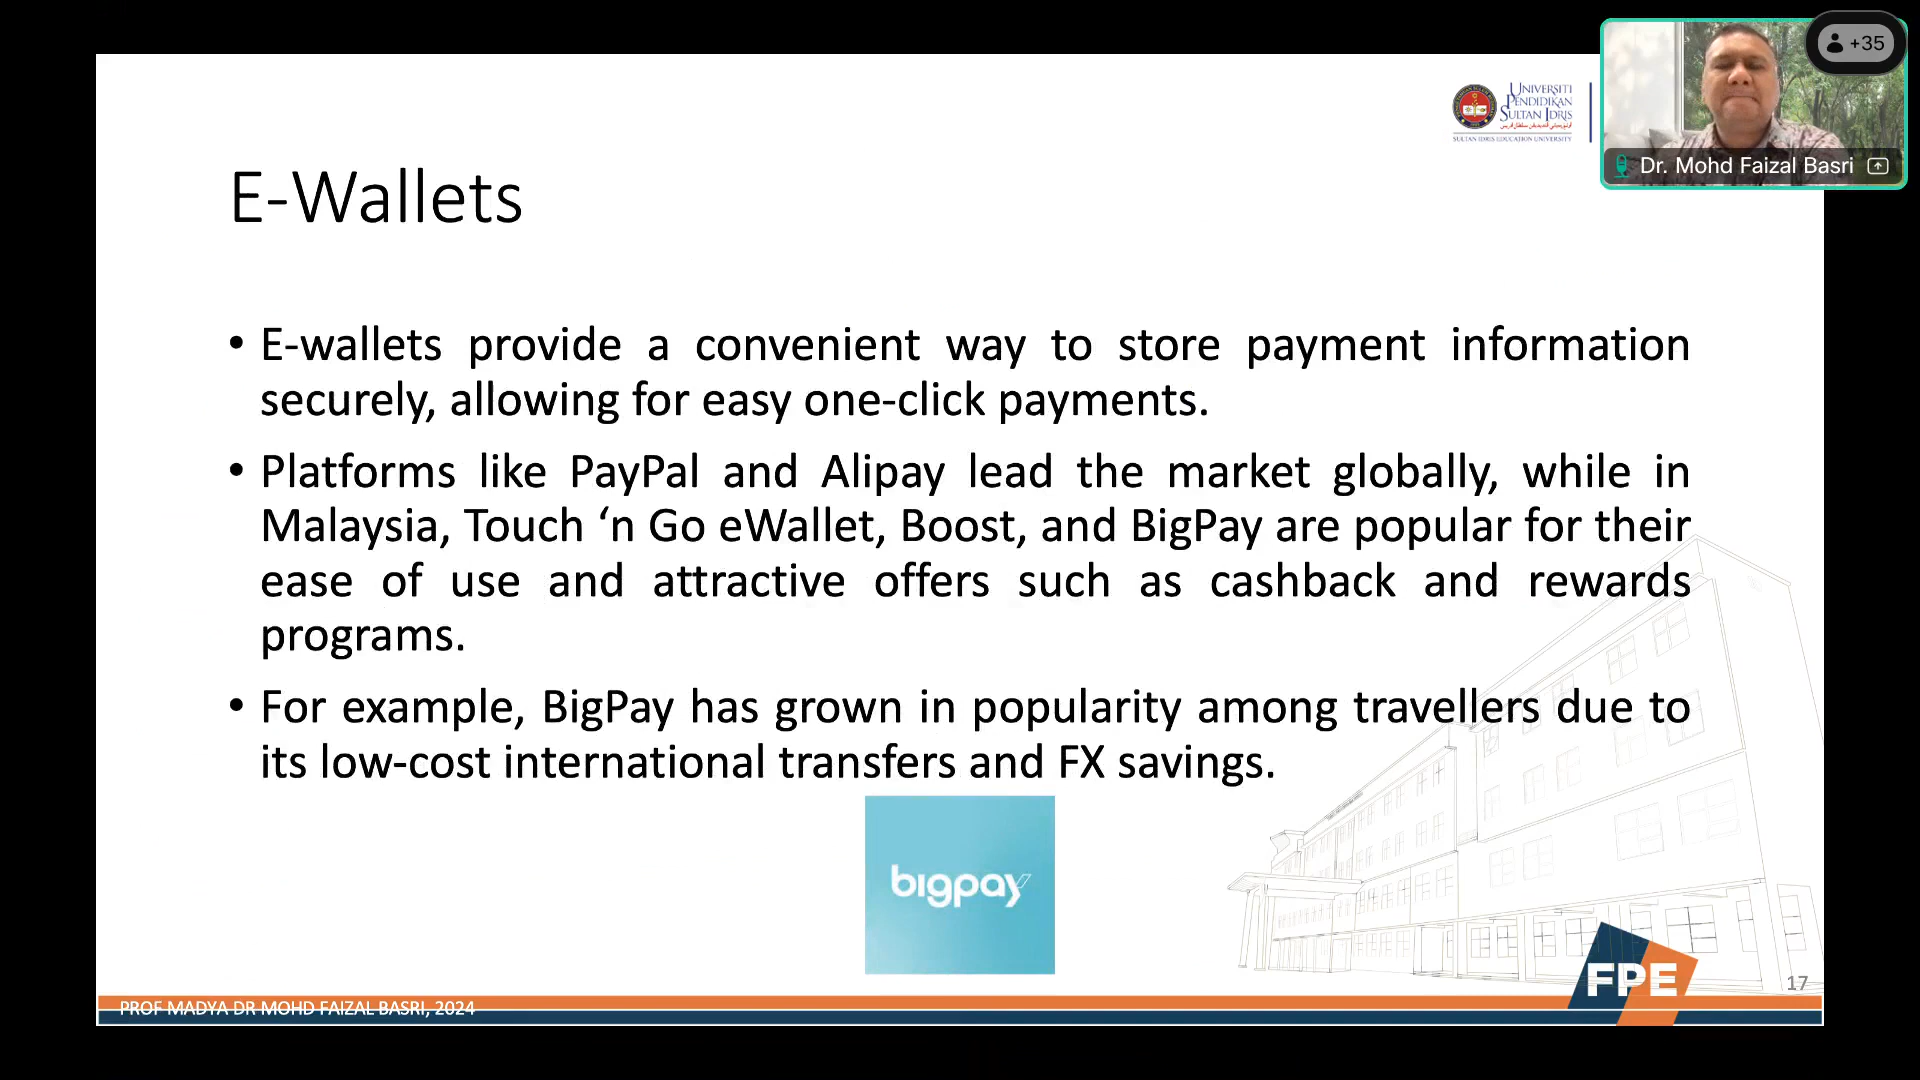 +35
UNIVERSITI
PENDIDIKAN
SULTAN IDRIS
اونيۏرسيتي ڤنديديقن سلطان ادريس
SULTAN IDRIS EDUCATION UNIVERSITY
Dr. Mohd Faizal Basri
E-Wallets
• E-wallets provide a convenient way to store payment information
securely, allowing for easy one-click payments.
• Platforms like PayPal and Alipay lead the market globally, while in
Malaysia, Touch ‘n Go eWallet, Boost, and BigPay are popular for their
ease of use and attractive offers such as cashback and rewards
programs.
• For example, BigPay has grown in popularity among travellers due to
its low-cost international transfers and FX savings.
bigpay
FPE
17
PROF MADYA DR MOHD FAIZAL BASRI, 2024